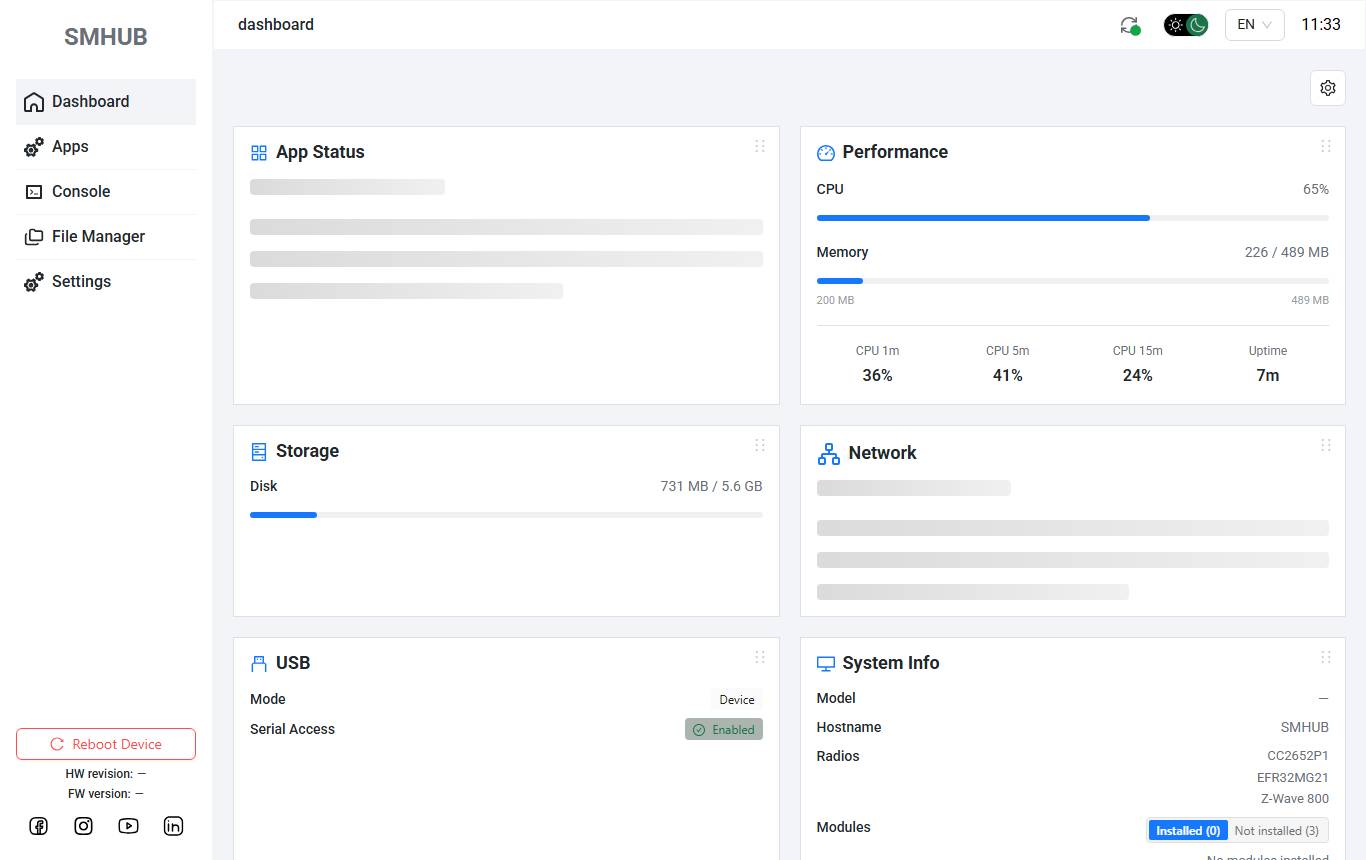 SMHUB
Dashboard
Apps
Console
File Manager
Settings
Reboot Device
HW revision: —
FW version: —
dashboard
EN
11:33
App Status
Performance
CPU 65%
Memory 226 / 489 MB
200 MB 489 MB
CPU 1m CPU 5m CPU 15m Uptime
36% 41% 24% 7m
Storage
Disk 731 MB / 5.6 GB
Network
USB
Mode Device
Serial Access Enabled
System Info
Model —
Hostname SMHUB
Radios CC2652P1
EFR32MG21
Z-Wave 800
Modules Installed (0) Not installed (3)
No modules installed